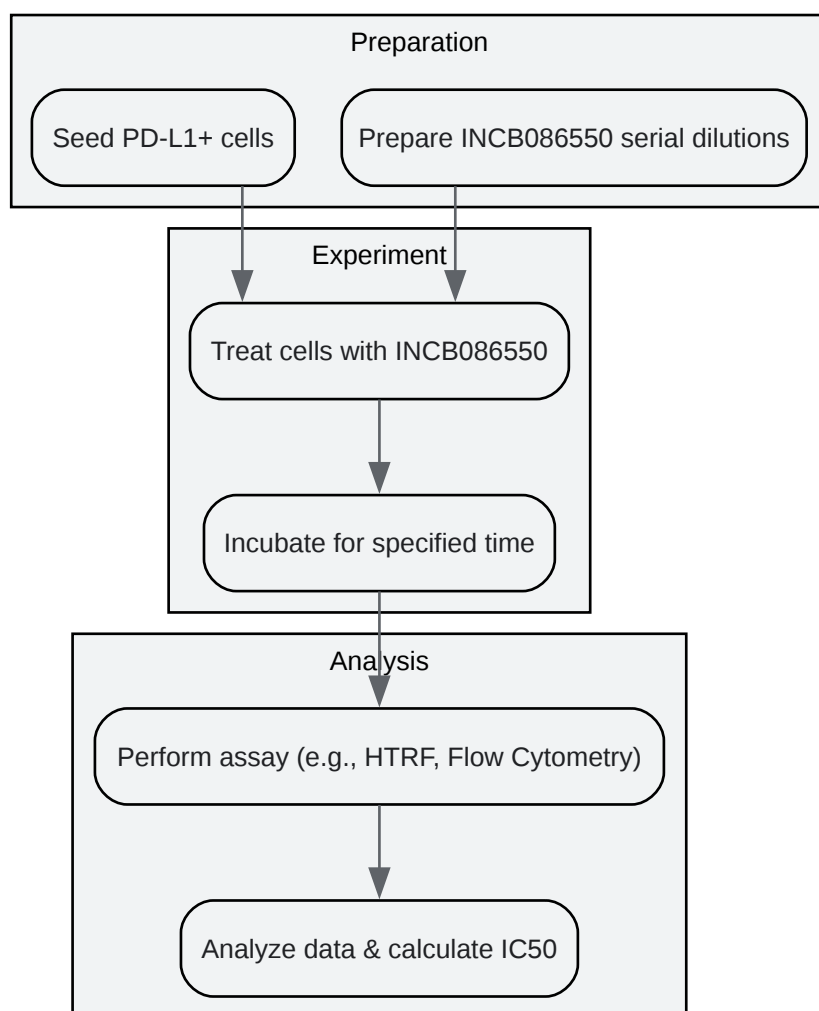 Preparation
Seed PD-L1+ cells
Prepare INCB086550 serial dilutions
Experiment
Treat cells with INCB086550
Incubate for specified time
Analysis
Perform assay (e.g., HTRF, Flow Cytometry)
Analyze data & calculate IC50